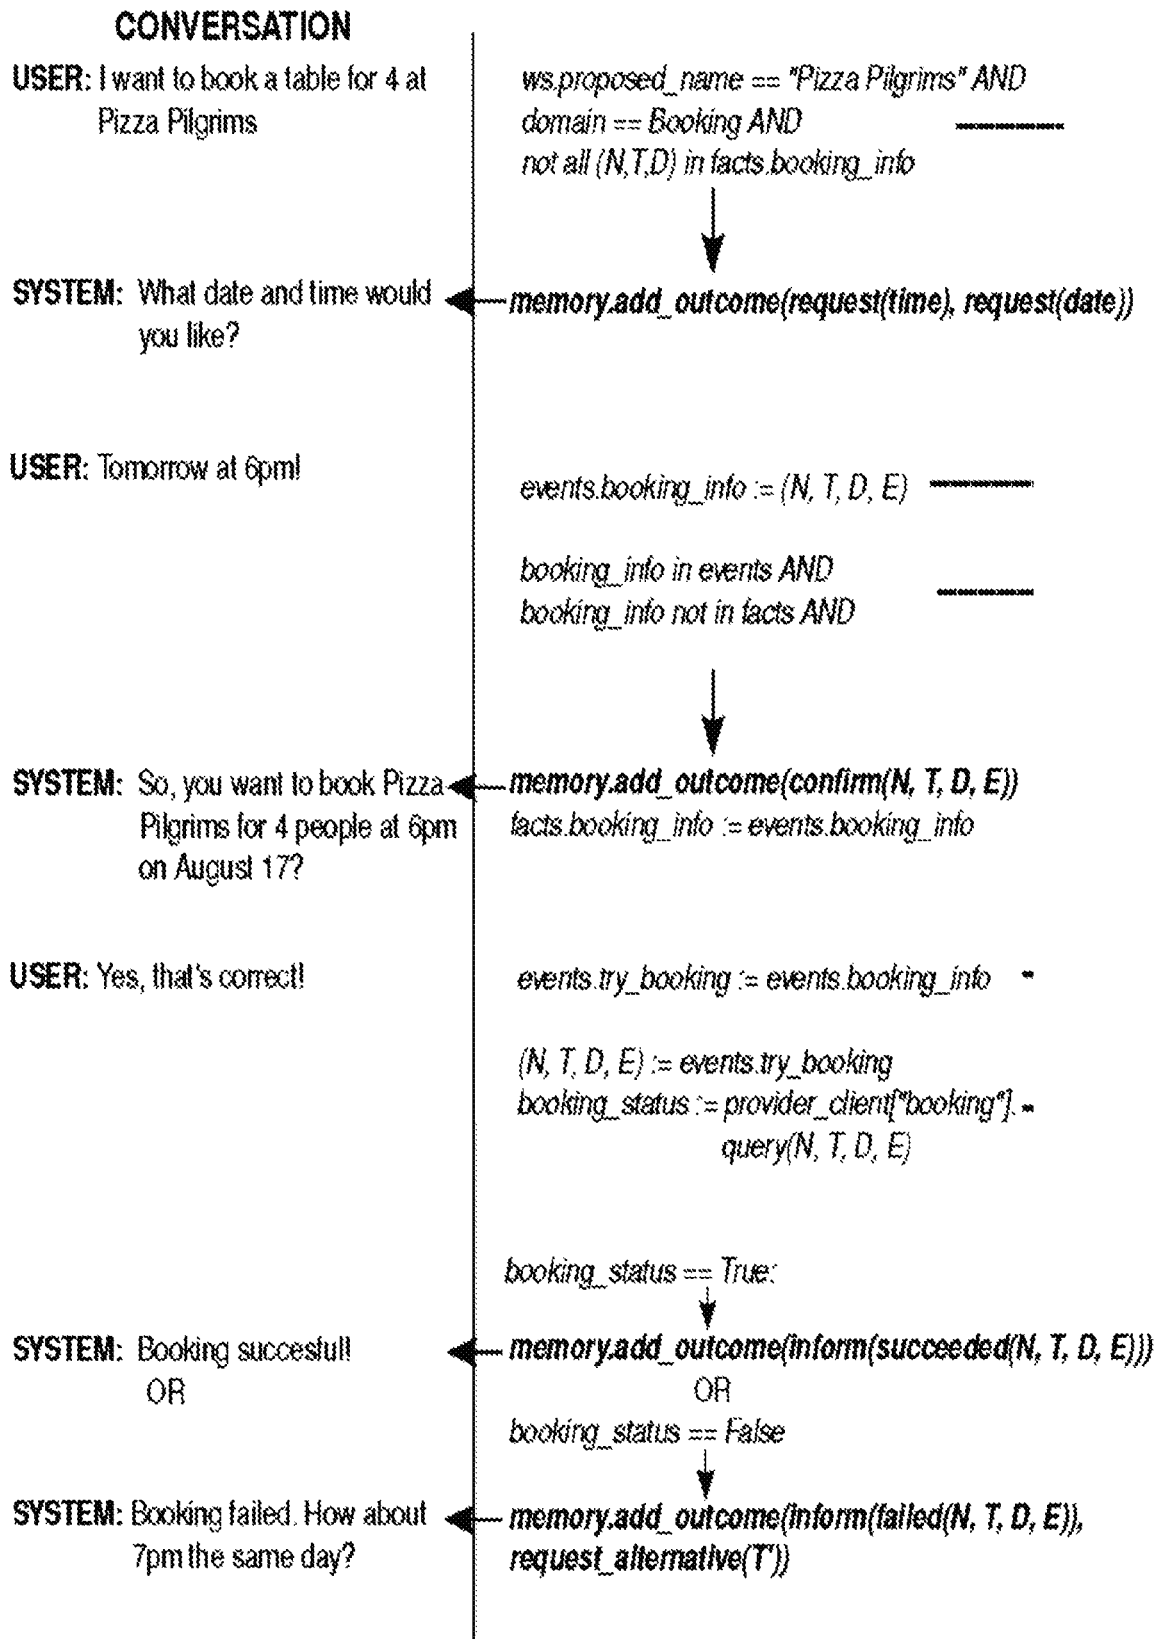 CONVERSATION
USER: I want to book a table for 4 at
Pizza Pilgrims
ws.proposed_name == "Pizza Pilgrims" AND
domain == Booking AND
not all (N,T,D) in facts.booking_info
SYSTEM: What date and time would
you like?
memory.add_outcome(request(time), request(date))
USER: Tomorrow at 6pm!
events.booking_info := (N, T, D, E)
booking_info in events AND
booking_info not in facts AND
SYSTEM: So, you want to book Pizza
Pilgrims for 4 people at 6pm
on August 17?
memory.add_outcome(confirm(N, T, D, E))
facts.booking_info := events.booking_info
USER: Yes, that's correct!
events.try_booking := events.booking_info
(N, T, D, E) := events.try_booking
booking_status := provider_client["booking"].
query(N, T, D, E)
booking_status == True:
SYSTEM: Booking succesful!
OR
memory.add_outcome(inform(succeeded(N, T, D, E)))
OR
booking_status == False
SYSTEM: Booking failed. How about
7pm the same day?
memory.add_outcome(inform(failed(N, T, D, E)),
request_alternative(T'))